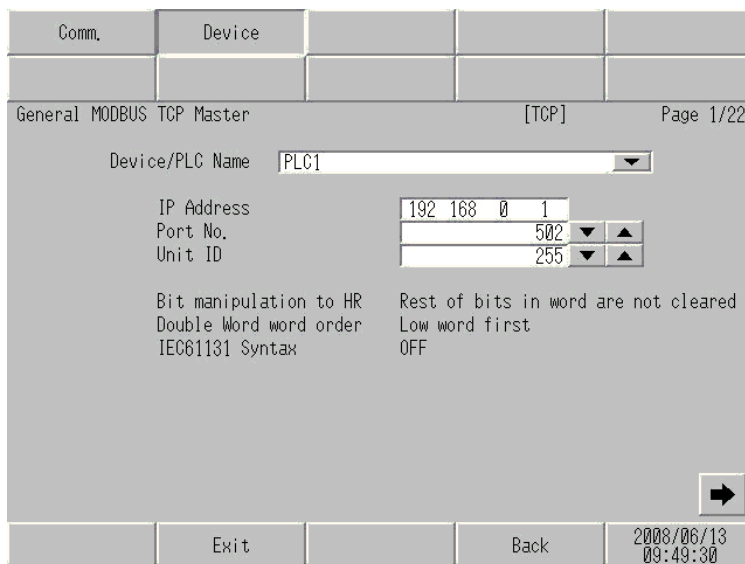 Comm. Device
General MODBUS TCP Master [TCP] Page 1/22
Device/PLC Name PLC1
IP Address 192 168 0 1
Port No. 502
Unit ID 255
Bit manipulation to HR Rest of bits in word are not cleared
Double Word word order Low word first
IEC61131 Syntax OFF
Exit Back 2008/06/13
09:49:30